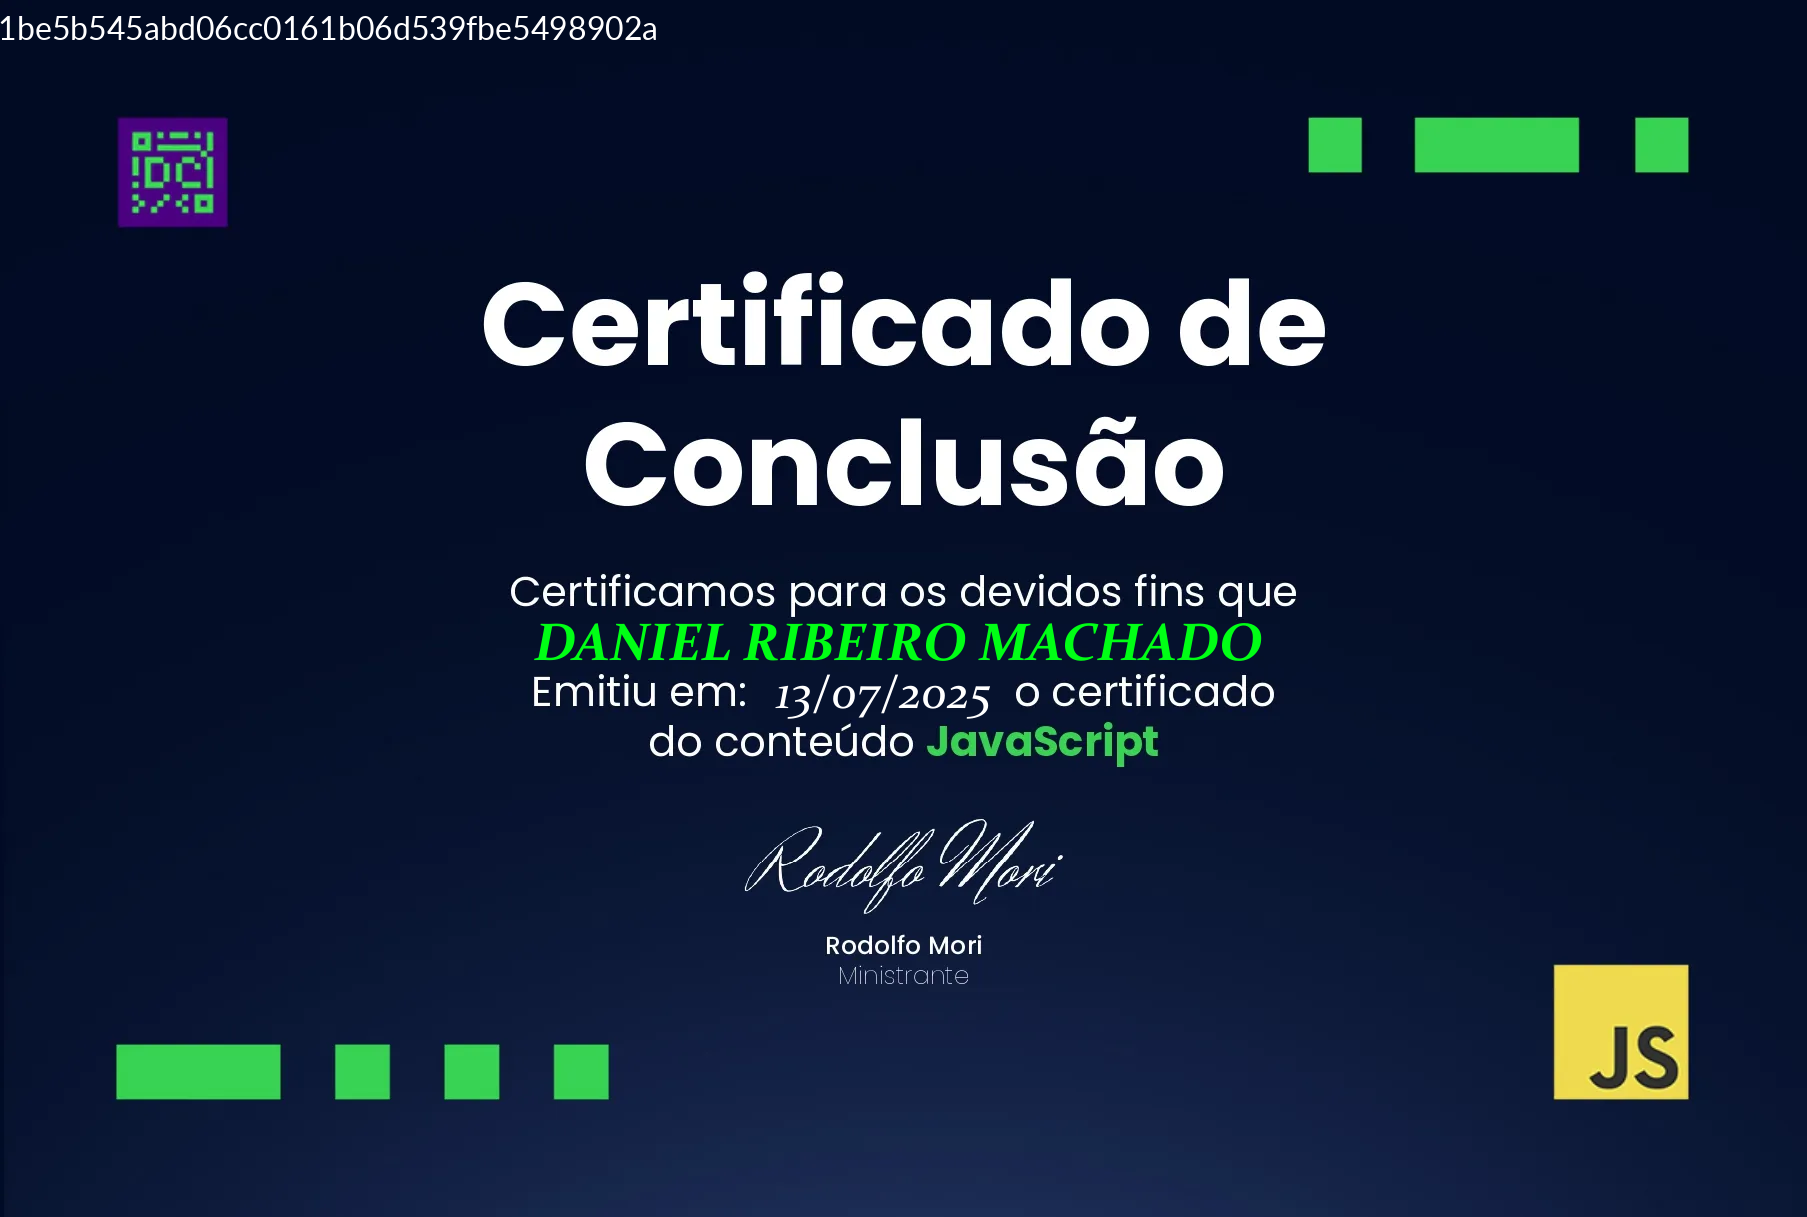 1be5b545abd06cc0161b06d539fbe5498902a
DC
Certificado de
Conclusão
Certificamos para os devidos fins que
DANIEL RIBEIRO MACHADO
Emitiu em: 13/07/2025 o certificado
do conteúdo JavaScript
Rodolfo Mori
Rodolfo Mori
Ministrante
JS